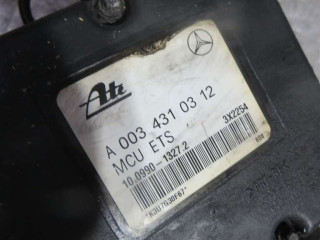 Ate
A 003 431 03 12
MCU ETS
10.0990-1327.2
3X2254